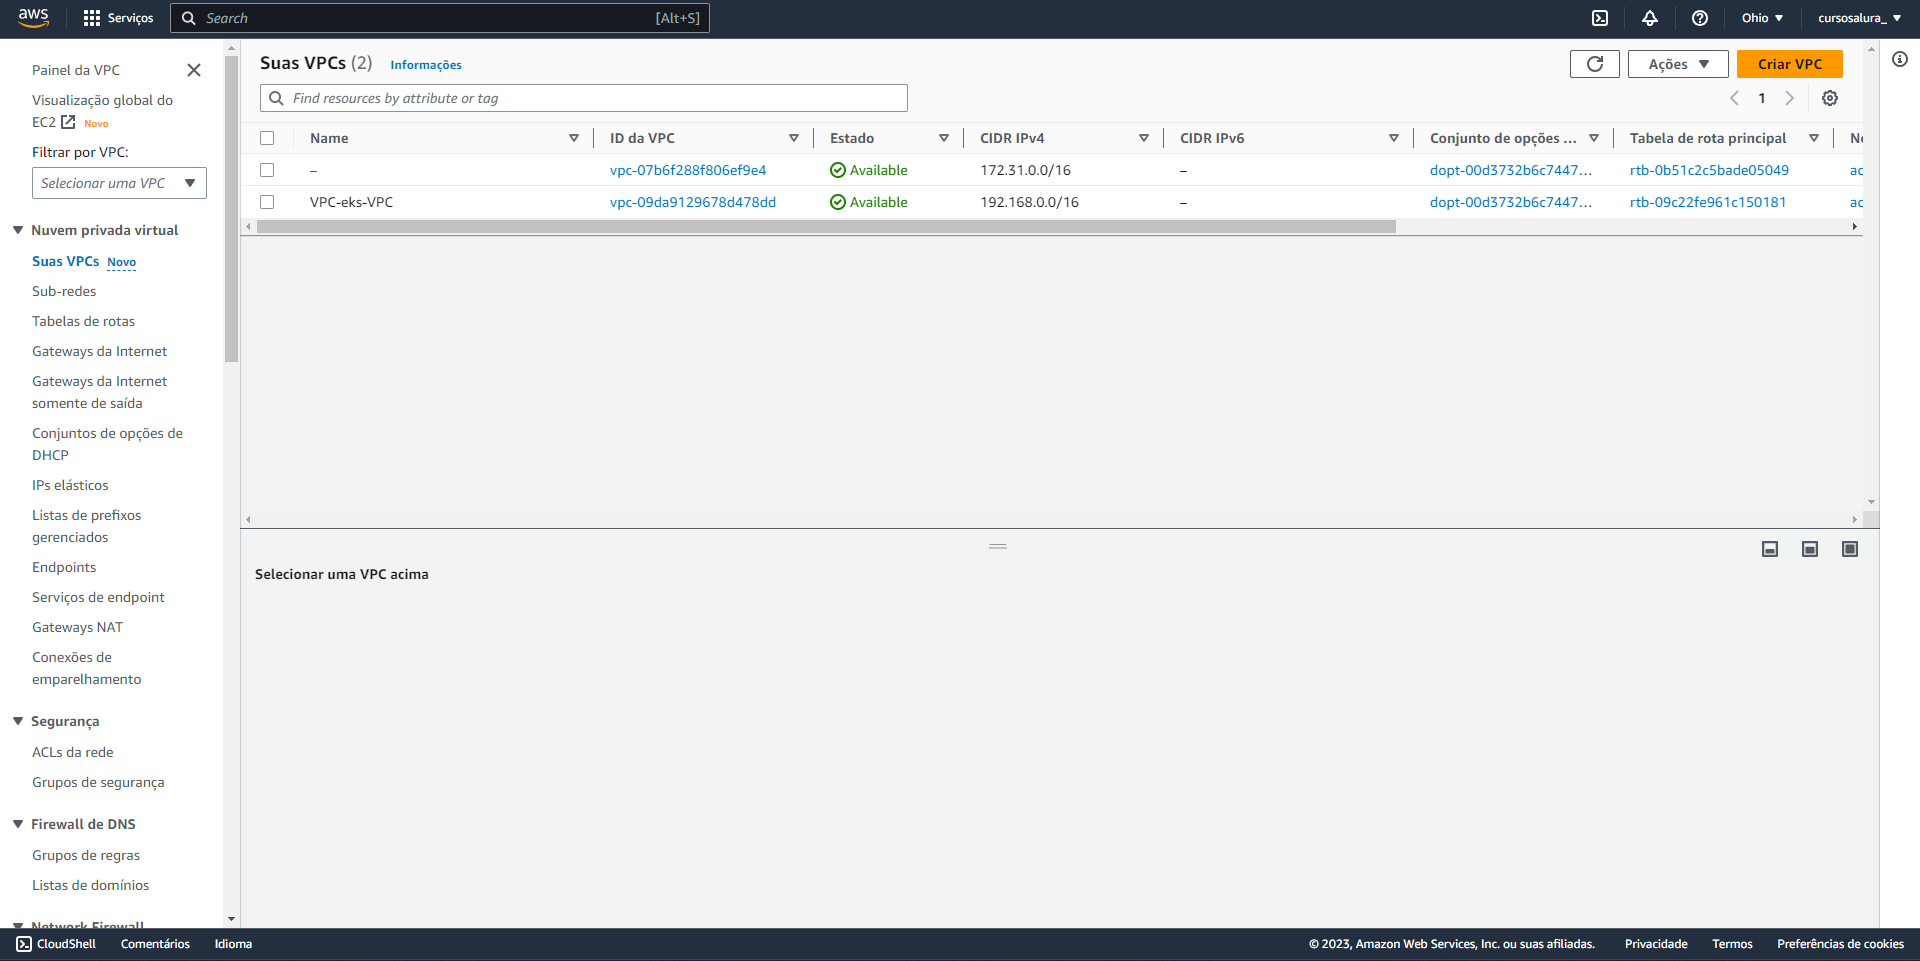 aws
Serviços
Search
[Alt+S]
Ohio
cursosalura_
Painel da VPC
Visualização global do
EC2 Novo
Filtrar por VPC:
Selecionar uma VPC
Nuvem privada virtual
Suas VPCs Novo
Sub-redes
Tabelas de rotas
Gateways da Internet
Gateways da Internet
somente de saída
Conjuntos de opções de
DHCP
IPs elásticos
Listas de prefixos
gerenciados
Endpoints
Serviços de endpoint
Gateways NAT
Conexões de
emparelhamento
Segurança
ACLs da rede
Grupos de segurança
Firewall de DNS
Grupos de regras
Listas de domínios
Network Firewall
Suas VPCs (2) Informações
Ações
Criar VPC
Find resources by attribute or tag
1
Name ID da VPC Estado CIDR IPv4 CIDR IPv6 Conjunto de opções ... Tabela de rota principal
– vpc-07b6f288f806ef9e4 Available 172.31.0.0/16 – dopt-00d3732b6c7447... rtb-0b51c2c5bade05049 ac
VPC-eks-VPC vpc-09da9129678d478dd Available 192.168.0.0/16 – dopt-00d3732b6c7447... rtb-09c22fe961c150181 ac
Selecionar uma VPC acima
CloudShell Comentários Idioma
© 2023, Amazon Web Services, Inc. ou suas afiliadas. Privacidade Termos Preferências de cookies